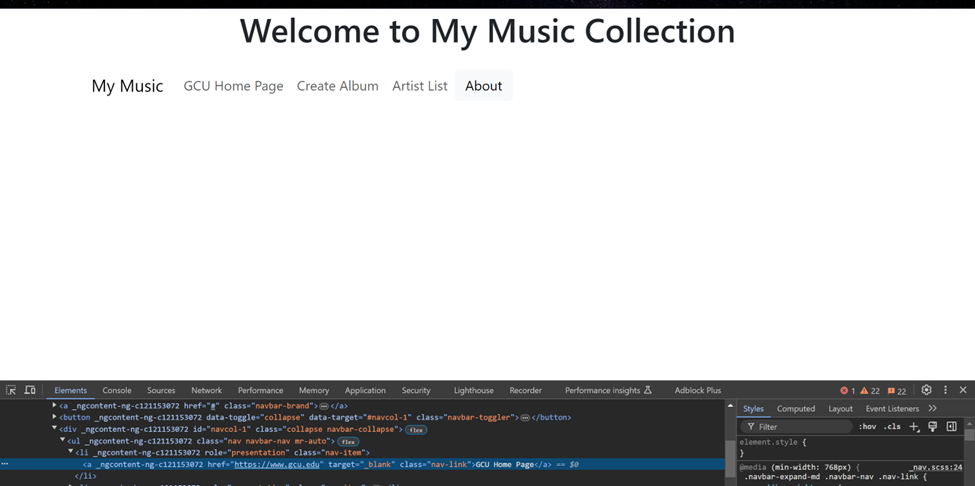 Welcome to My Music Collection
My Music GCU Home Page Create Album Artist List About
Elements Console Sources Network Performance Memory Application Security Lighthouse Recorder Performance insights Adblock Plus 1 22 22
<a _ngcontent-ng-c121153072 href="#" class="navbar-brand">…</a>
<button _ngcontent-ng-c121153072 data-toggle="collapse" data-target="#navcol-1" class="navbar-toggler">…</button>
<div _ngcontent-ng-c121153072 id="navcol-1" class="collapse navbar-collapse> flex
<ul _ngcontent-ng-c121153072 class="nav navbar-nav mr-auto"> flex
<li _ngcontent-ng-c121153072 role="presentation" class="nav-item">
… <a _ngcontent-ng-c121153072 href="https://www.gcu.edu" target="_blank" class="nav-link">GCU Home Page</a> == $0
</li>
Styles Computed Layout Event Listeners
Filter :hov .cls
element.style {
}
@media (min-width: 768px) { _nav.scss:24
.navbar-expand-md .navbar-nav .nav-link {